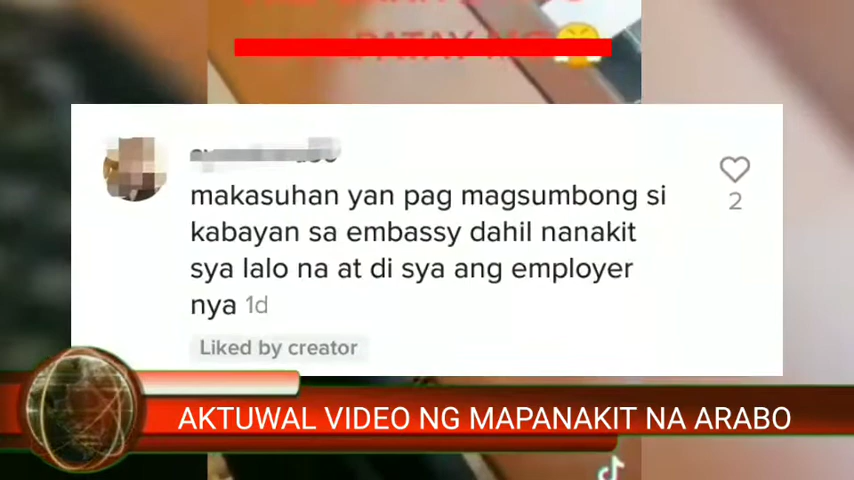 makasuhan yan pag magsumbong si
kabayan sa embassy dahil nanakit
sya lalo na at di sya ang employer
nya 1d
2
Liked by creator
AKTUWAL VIDEO NG MAPANAKIT NA ARABO